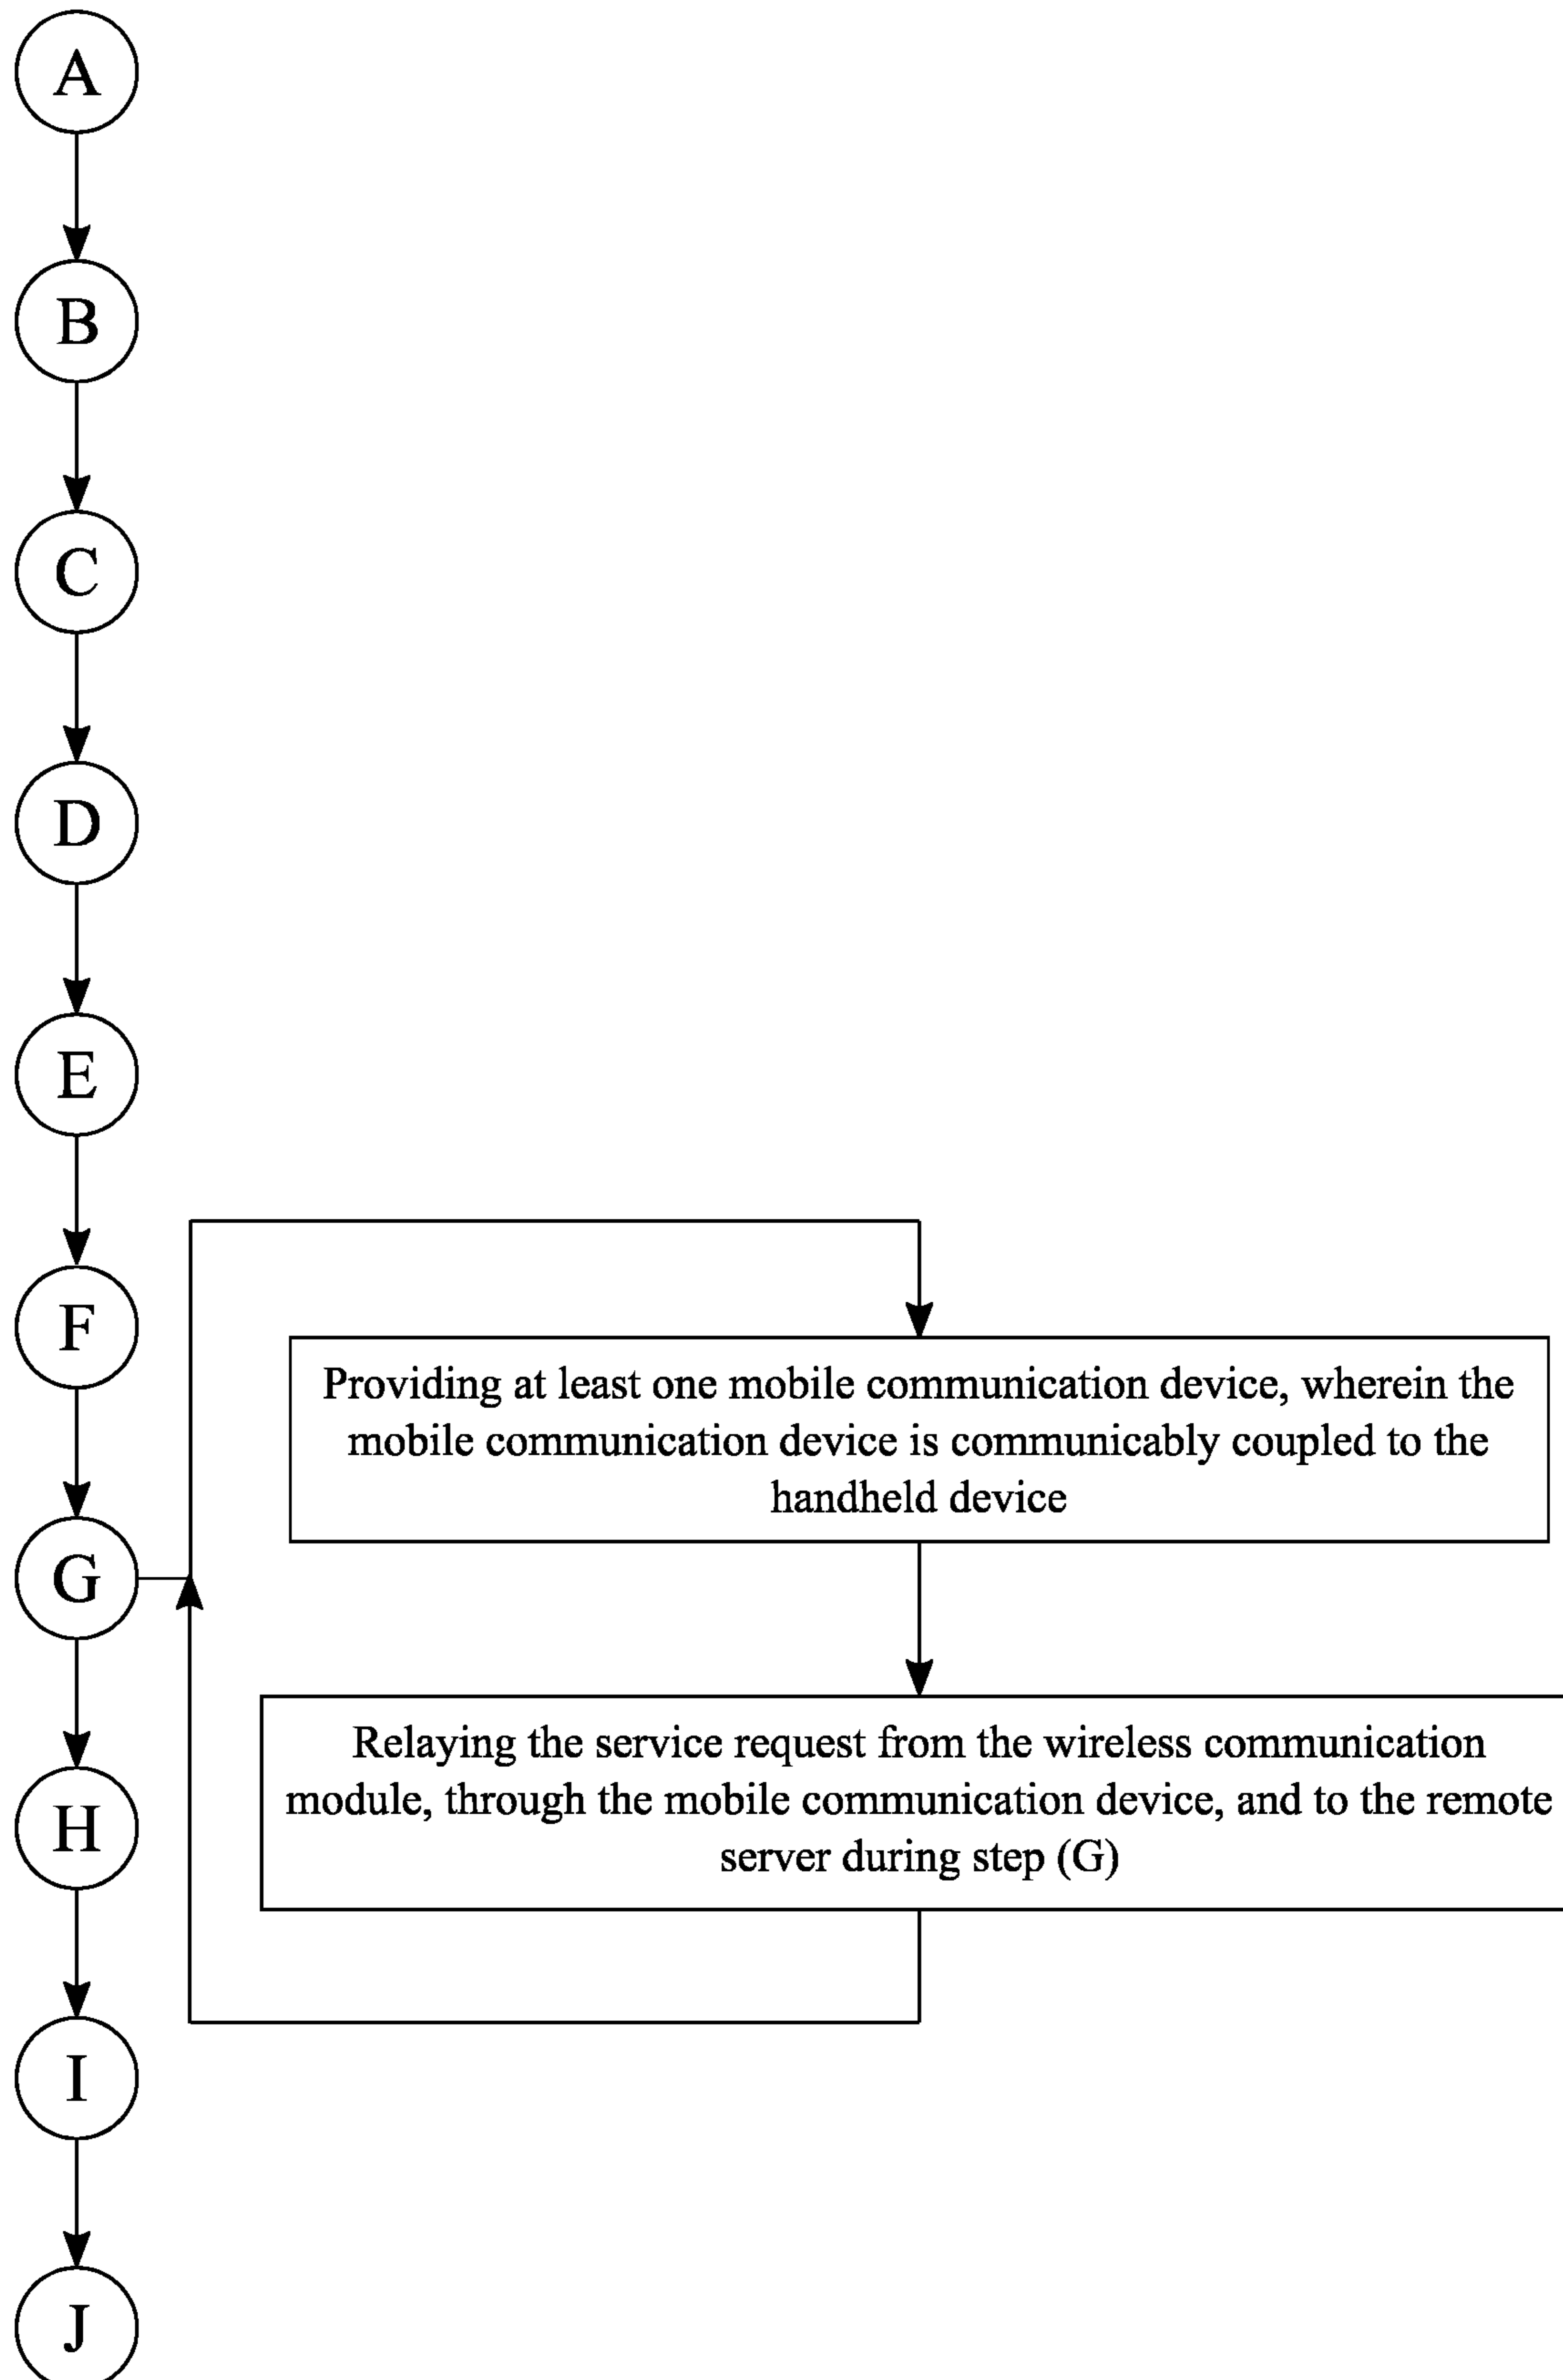 A
B
C
D
E
F
Providing at least one mobile communication device, wherein the
mobile communication device is communicably coupled to the
handheld device
G
Relaying the service request from the wireless communication
module, through the mobile communication device, and to the remote
server during step (G)
H
I
J